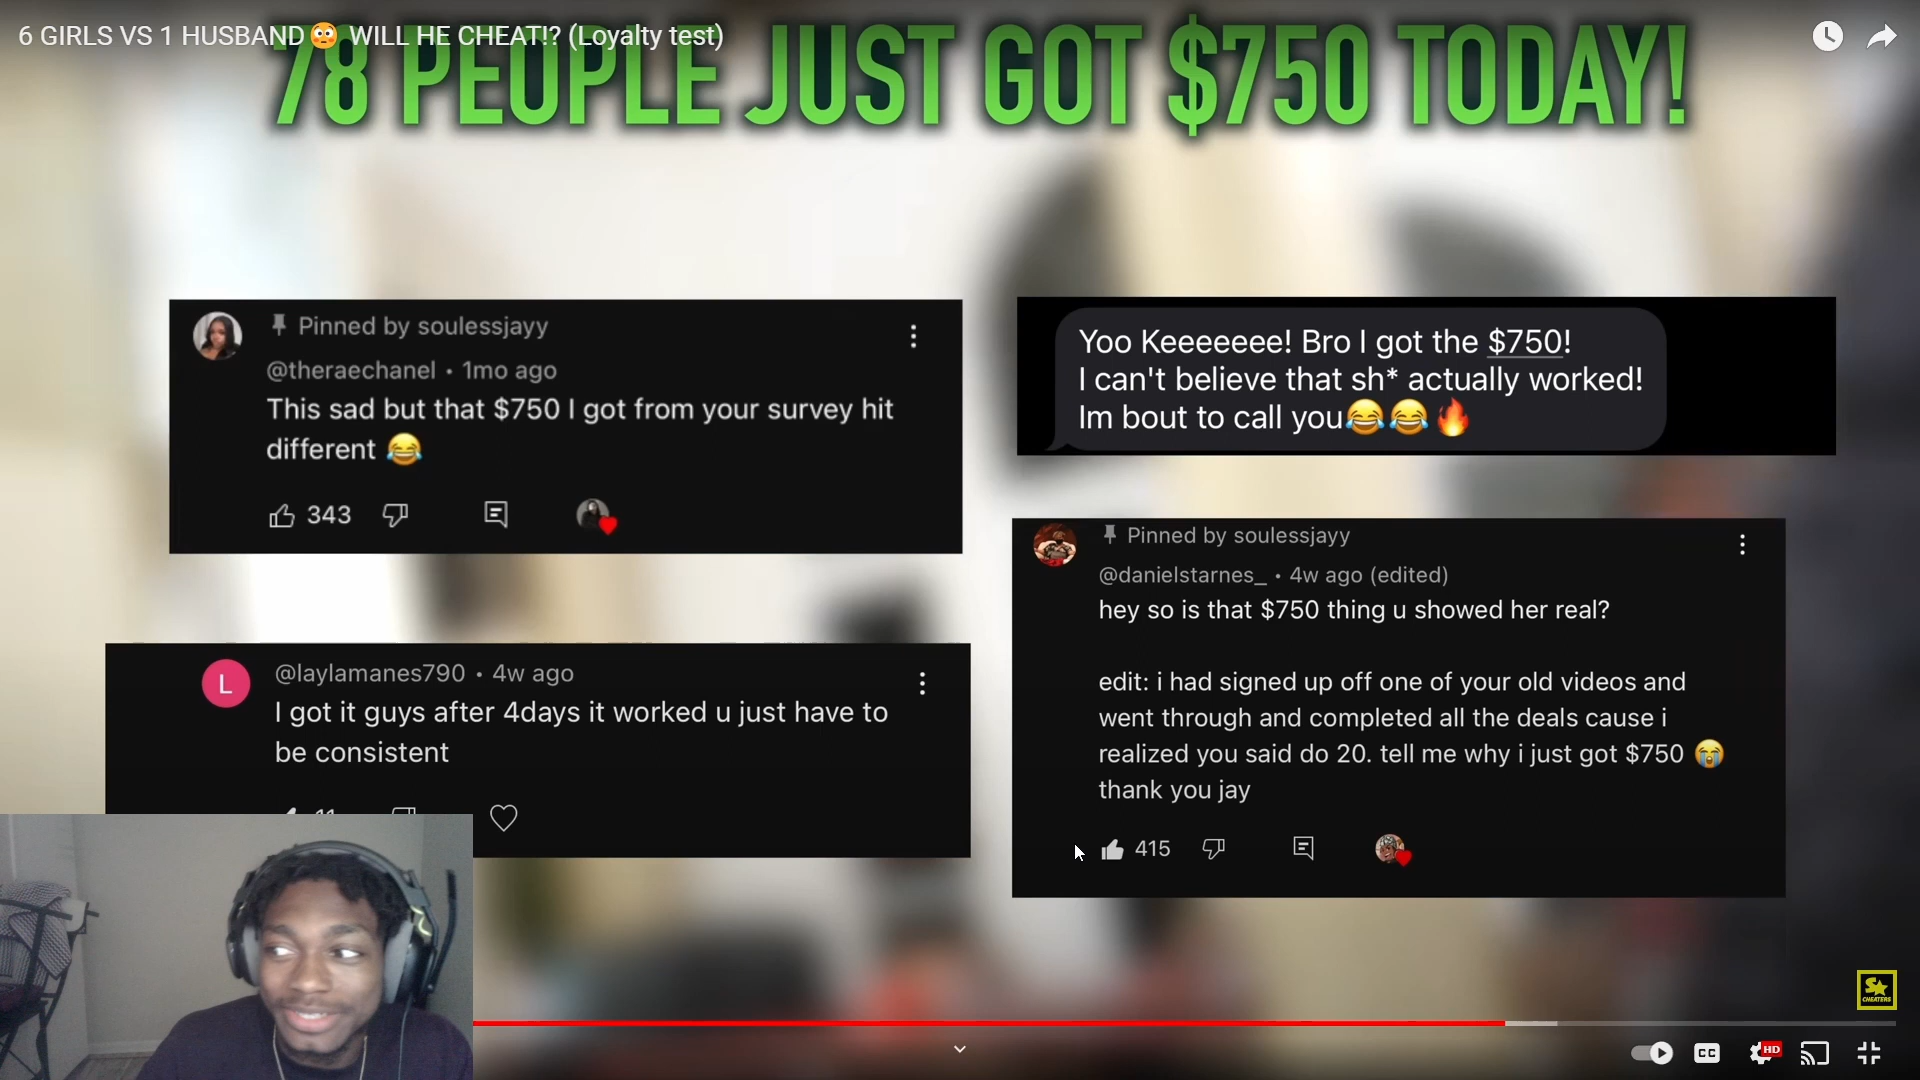 6 GIRLS VS 1 HUSBAND😳 WILL HE CHEAT!? (Loyalty test)
78 PEOPLE JUST GOT $750 TODAY!
Pinned by soulessjayy
@theraechanel • 1mo ago
This sad but that $750 I got from your survey hit
different 😂
343
Yoo Keeeeeee! Bro I got the $750!
I can't believe that sh* actually worked!
Im bout to call you😂😂🔥
@laylamanes790 • 4w ago
I got it guys after 4days it worked u just have to
be consistent
11
L
Pinned by soulessjayy
@danielstarnes_ • 4w ago (edited)
hey so is that $750 thing u showed her real?
edit: i had signed up off one of your old videos and
went through and completed all the deals cause i
realized you said do 20. tell me why i just got $750 😭
thank you jay
415
S★
CHEATERS
CC
HD